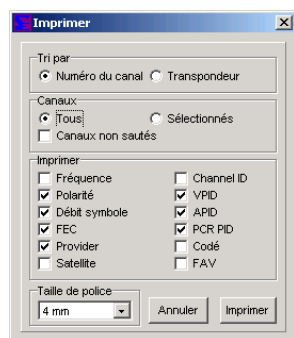 Imprimer
Tri par
Numéro du canal Transpondeur
Canaux
Tous Sélectionnés
Canaux non sautés
Imprimer
Fréquence Channel ID
Polarité VPID
Débit symbole APID
FEC PCR PID
Provider Codé
Satellite FAV
Taille de police
4 mm Annuler Imprimer